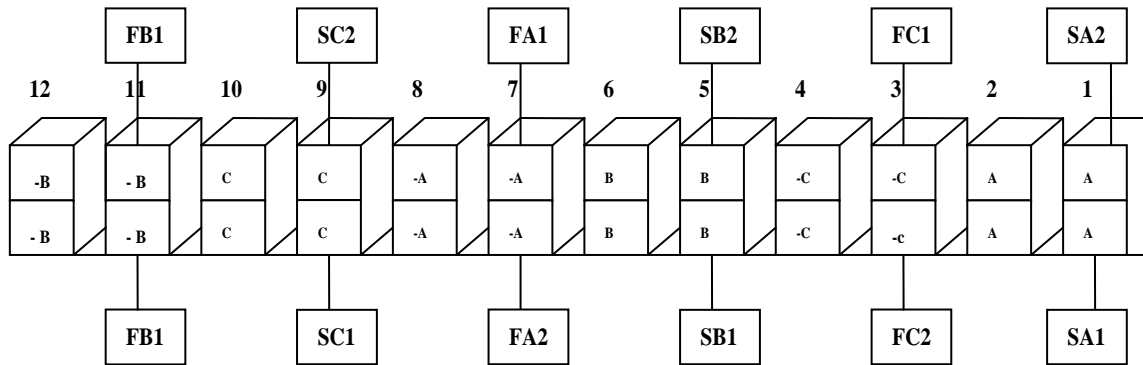 FB1 SC2 FA1 SB2 FC1 SA2
12 11 10 9 8 7 6 5 4 3 2 1
-B - B C C -A -A B B -C -C A A
- B - B C C -A -A B B -C -c A A
FB1 SC1 FA2 SB1 FC2 SA1